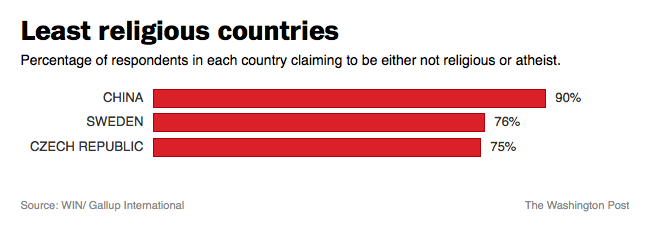 Least religious countries
Percentage of respondents in each country claiming to be either not religious or atheist.
CHINA 90%
SWEDEN 76%
CZECH REPUBLIC 75%
Source: WIN/ Gallup International The Washington Post